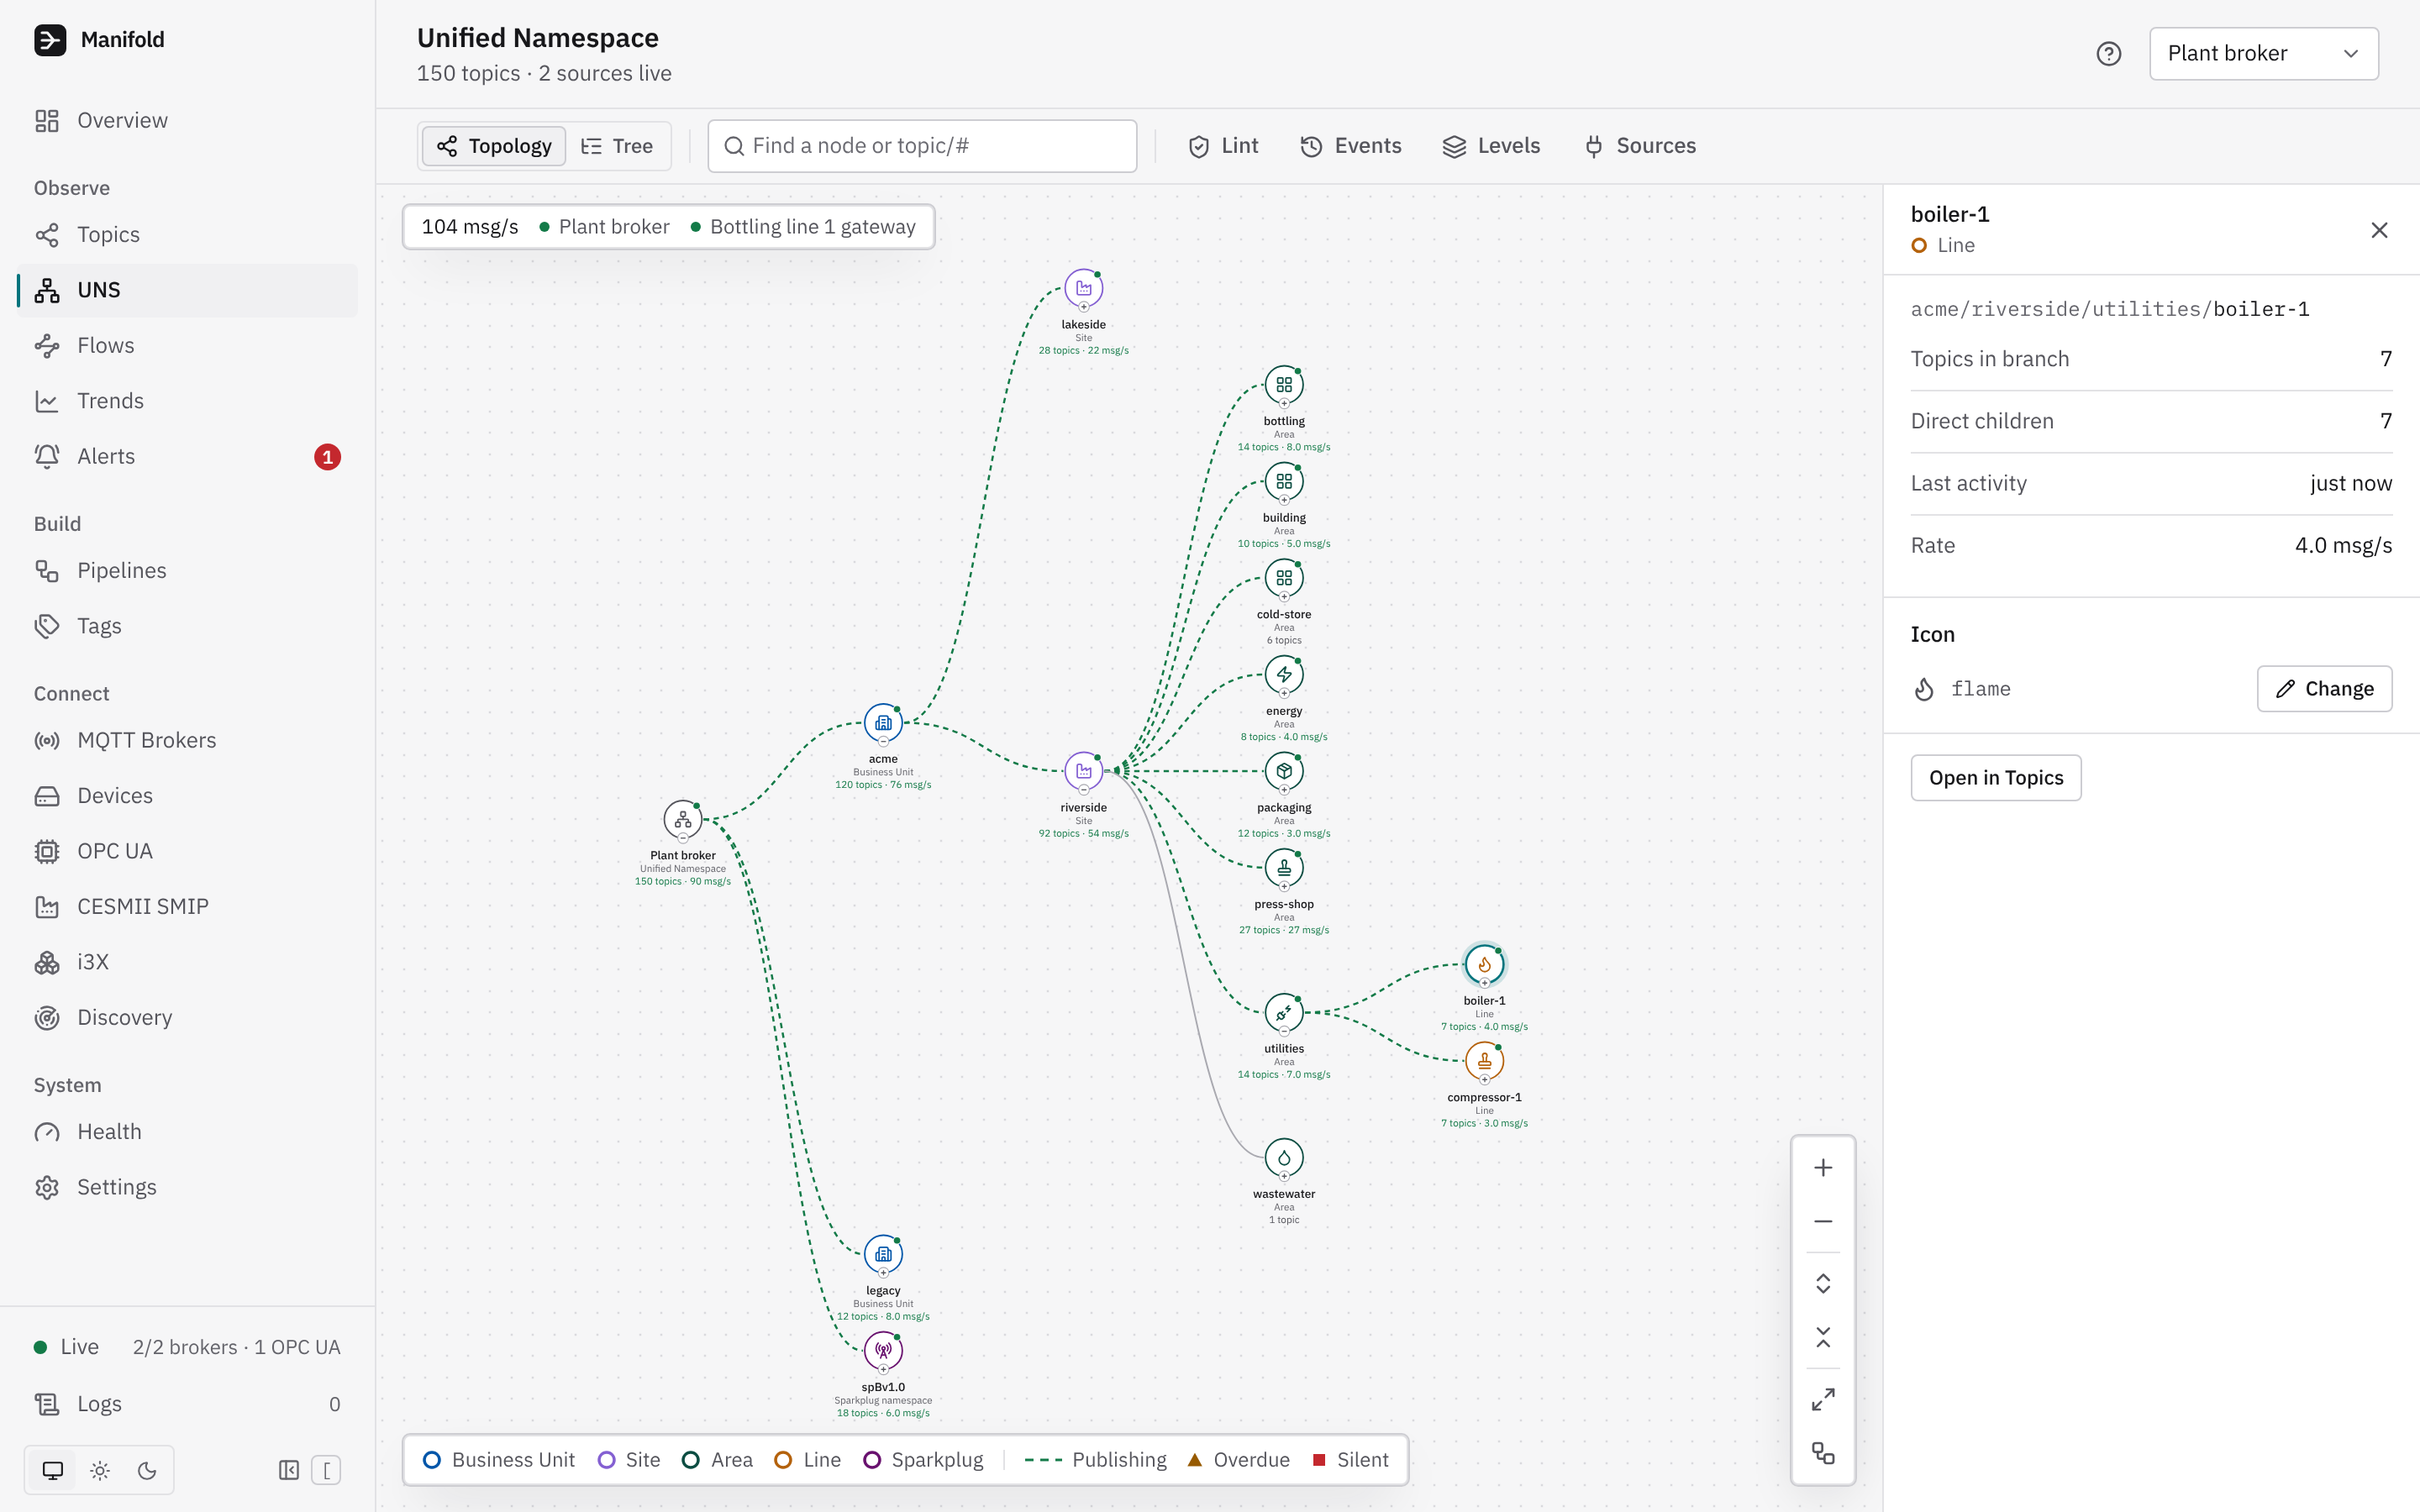 Manifold
Overview
Observe
Topics
UNS
Flows
Trends
Alerts 1
Build
Pipelines
Tags
Connect
MQTT Brokers
Devices
OPC UA
CESMII SMIP
i3X
Discovery
System
Health
Settings
Live 2/2 brokers · 1 OPC UA
Logs 0
[
Unified Namespace
150 topics · 2 sources live
Plant broker
Topology
Tree
Find a node or topic/#
Lint
Events
Levels
Sources
104 msg/s Plant broker Bottling line 1 gateway
lakeside
Site
28 topics · 22 msg/s
bottling
Area
14 topics · 8.0 msg/s
building
Area
10 topics · 5.0 msg/s
cold-store
Area
6 topics
energy
Area
8 topics · 4.0 msg/s
acme
Business Unit
120 topics · 76 msg/s
riverside
Site
92 topics · 54 msg/s
packaging
Area
12 topics · 3.0 msg/s
Plant broker
Unified Namespace
150 topics · 90 msg/s
press-shop
Area
27 topics · 27 msg/s
boiler-1
Line
7 topics · 4.0 msg/s
utilities
Area
14 topics · 7.0 msg/s
compressor-1
Line
7 topics · 3.0 msg/s
wastewater
Area
1 topic
legacy
Business Unit
12 topics · 8.0 msg/s
spBv1.0
Sparkplug namespace
18 topics · 6.0 msg/s
Business Unit Site Area Line Sparkplug Publishing Overdue Silent
boiler-1
Line
acme/riverside/utilities/boiler-1
Topics in branch 7
Direct children 7
Last activity just now
Rate 4.0 msg/s
Icon
flame
Change
Open in Topics